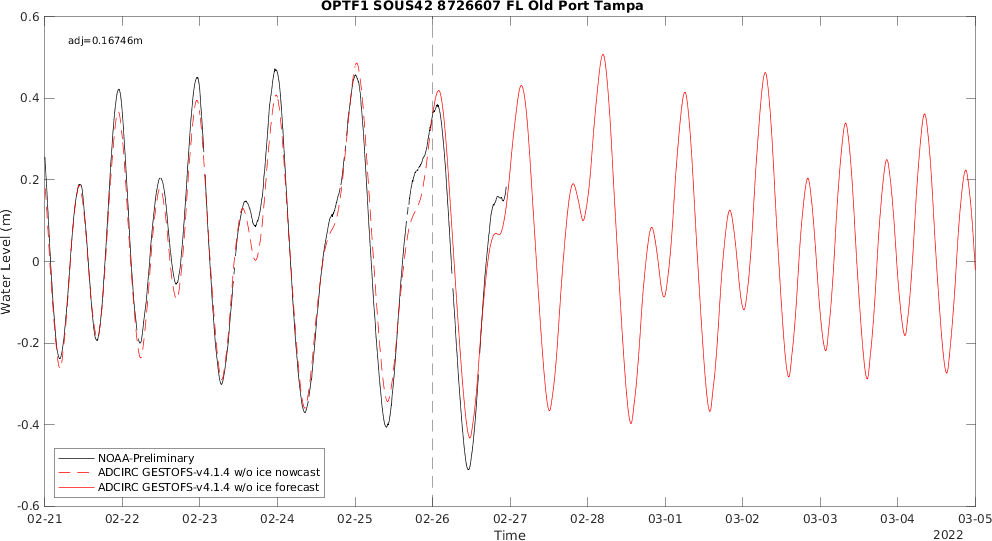 OPTF1 SOUS42 8726607 FL Old Port Tampa
adj=0.16746m
0.6
0.4
0.2
0
-0.2
-0.4
-0.6
Water Level (m)
NOAA-Preliminary
ADCIRC GESTOFS-v4.1.4 w/o ice nowcast
ADCIRC GESTOFS-v4.1.4 w/o ice forecast
02-21 02-22 02-23 02-24 02-25 02-26 02-27 02-28 03-01 03-02 03-03 03-04 03-05
Time
2022